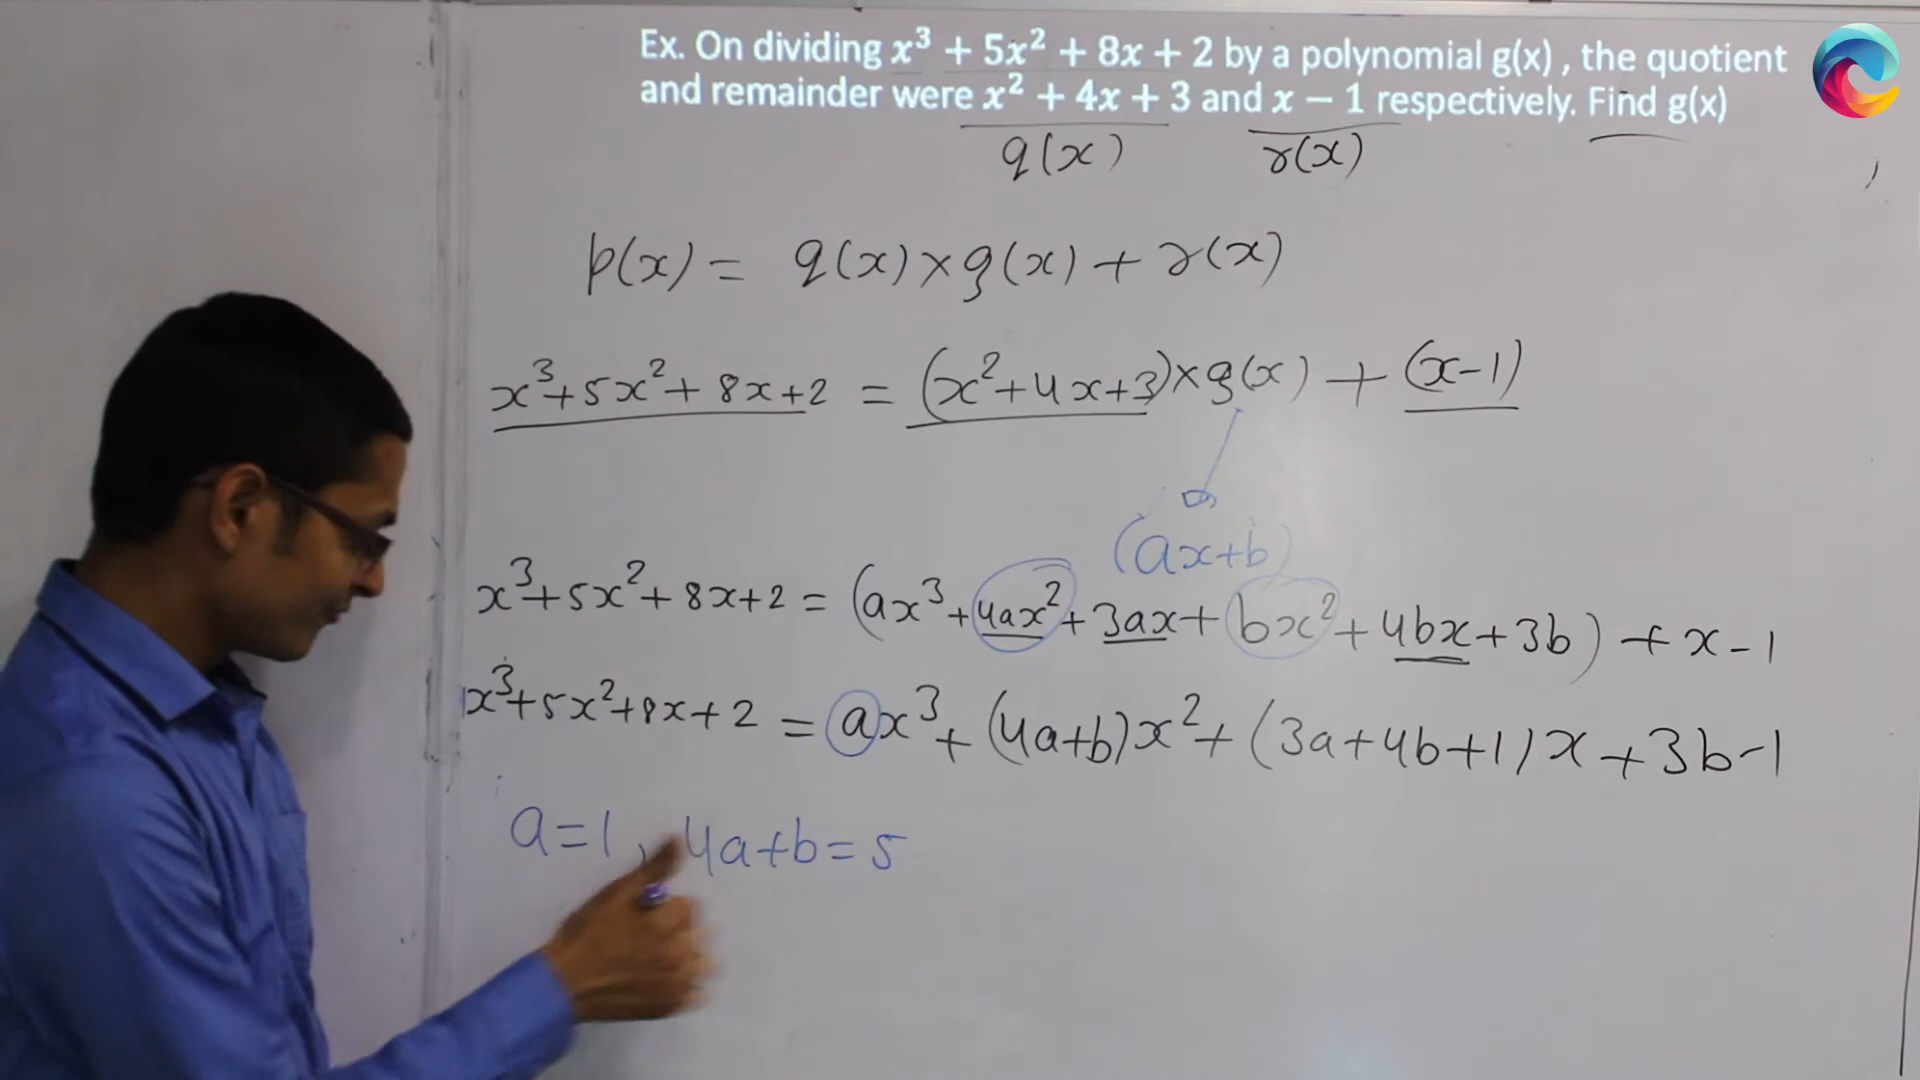 Ex. On dividing x³ + 5x² + 8x + 2 by a polynomial g(x) , the quotient
and remainder were x² + 4x + 3 and x − 1 respectively. Find g(x)
q(x) r(x)
p(x) = q(x) × g(x) + r(x)
x³+5x²+8x+2 = (x²+4x+3)×g(x) + (x-1)
(ax+b)
x³+5x²+8x+2 = (ax³+4ax²+3ax+bx²+4bx+3b) + x-1
x³+5x²+8x+2 = ax³+(4a+b)x²+(3a+4b+1)x+3b-1
a=1, 4a+b=5